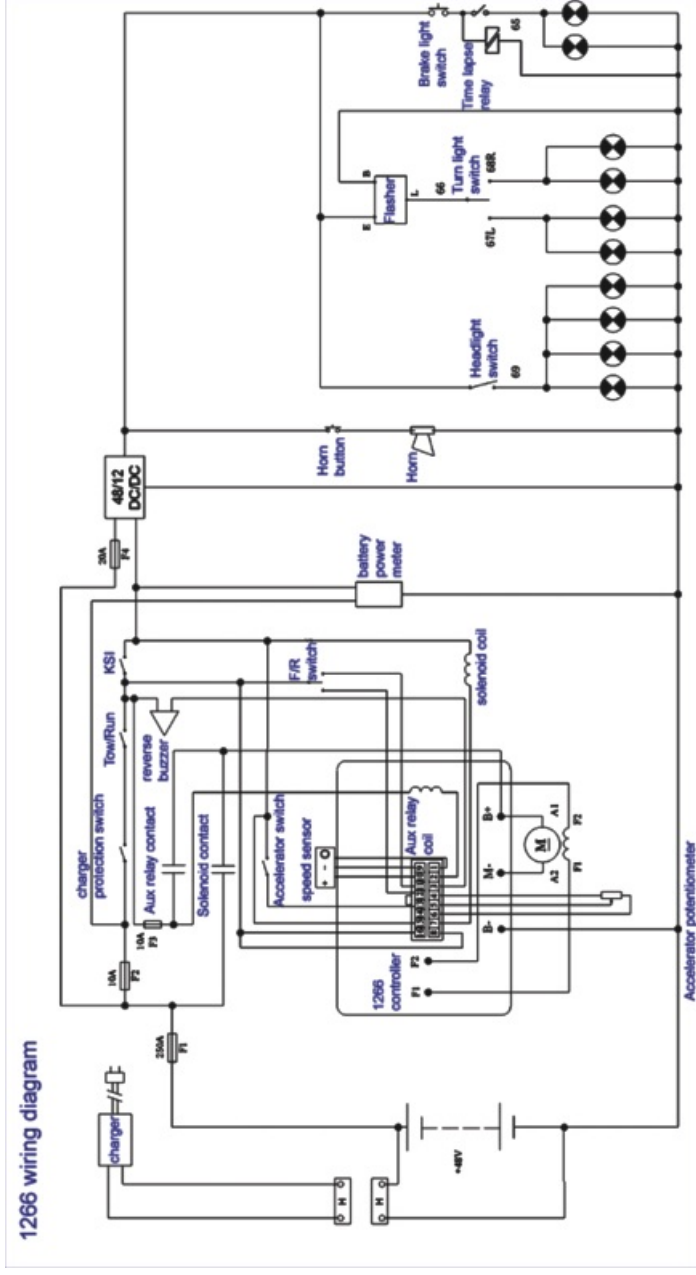 1266 wiring diagram
charger
H
H
+48V
250A
F1
10A
F2
10A
F3
charger
protection switch
Tow/Run
KSI
Aux relay contact
Solenoid contact
reverse
buzzer
Accelerator switch
speed sensor
+ - O
F/R
switch
Aux relay
coil
solenoid coil
1266
controller
F1
F2
B-
M-
B+
M
A2
A1
F1
F2
Accelerator potentiometer
20A
F4
48/12
DC/DC
battery
power
meter
Horn
button
Horn
Headlight
switch
69
Flasher
E
B
L
66
Turn light
switch
67L
68R
Brake light
switch
Time lapse
relay
65